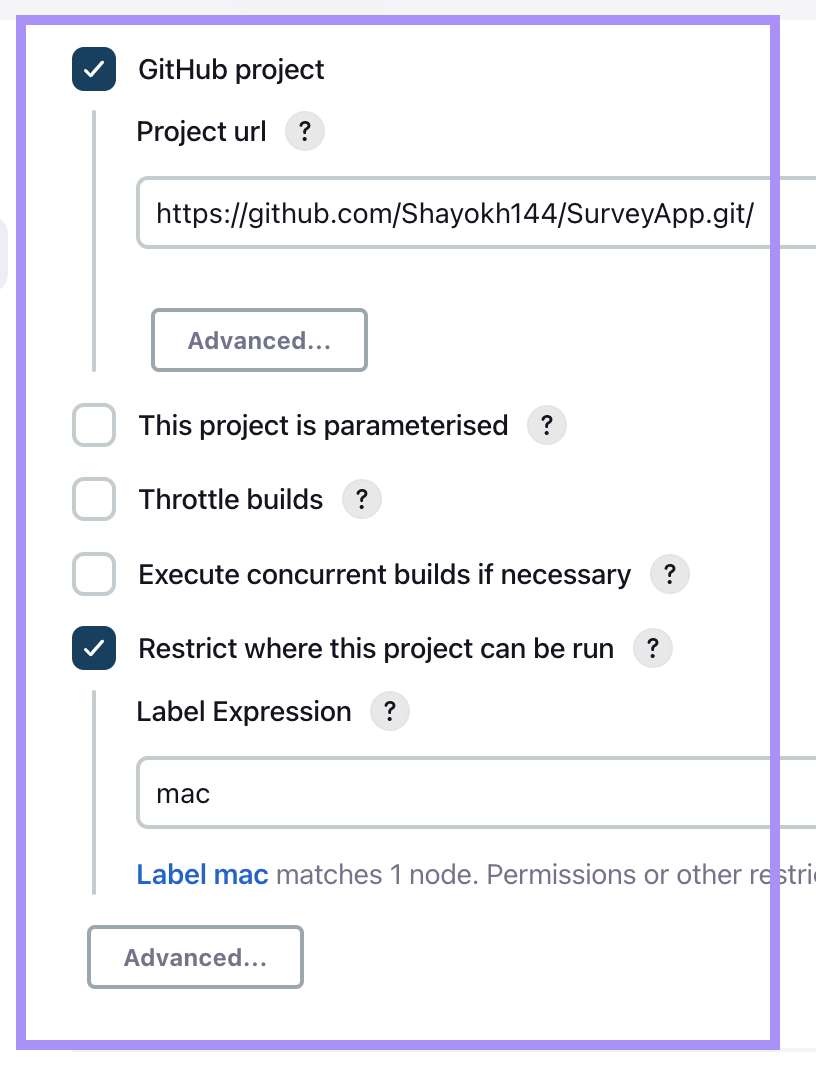 GitHub project
Project url ?
https://github.com/Shayokh144/SurveyApp.git/
Advanced...
This project is parameterised ?
Throttle builds ?
Execute concurrent builds if necessary ?
Restrict where this project can be run ?
Label Expression ?
mac
Label mac matches 1 node. Permissions or other
Advanced...